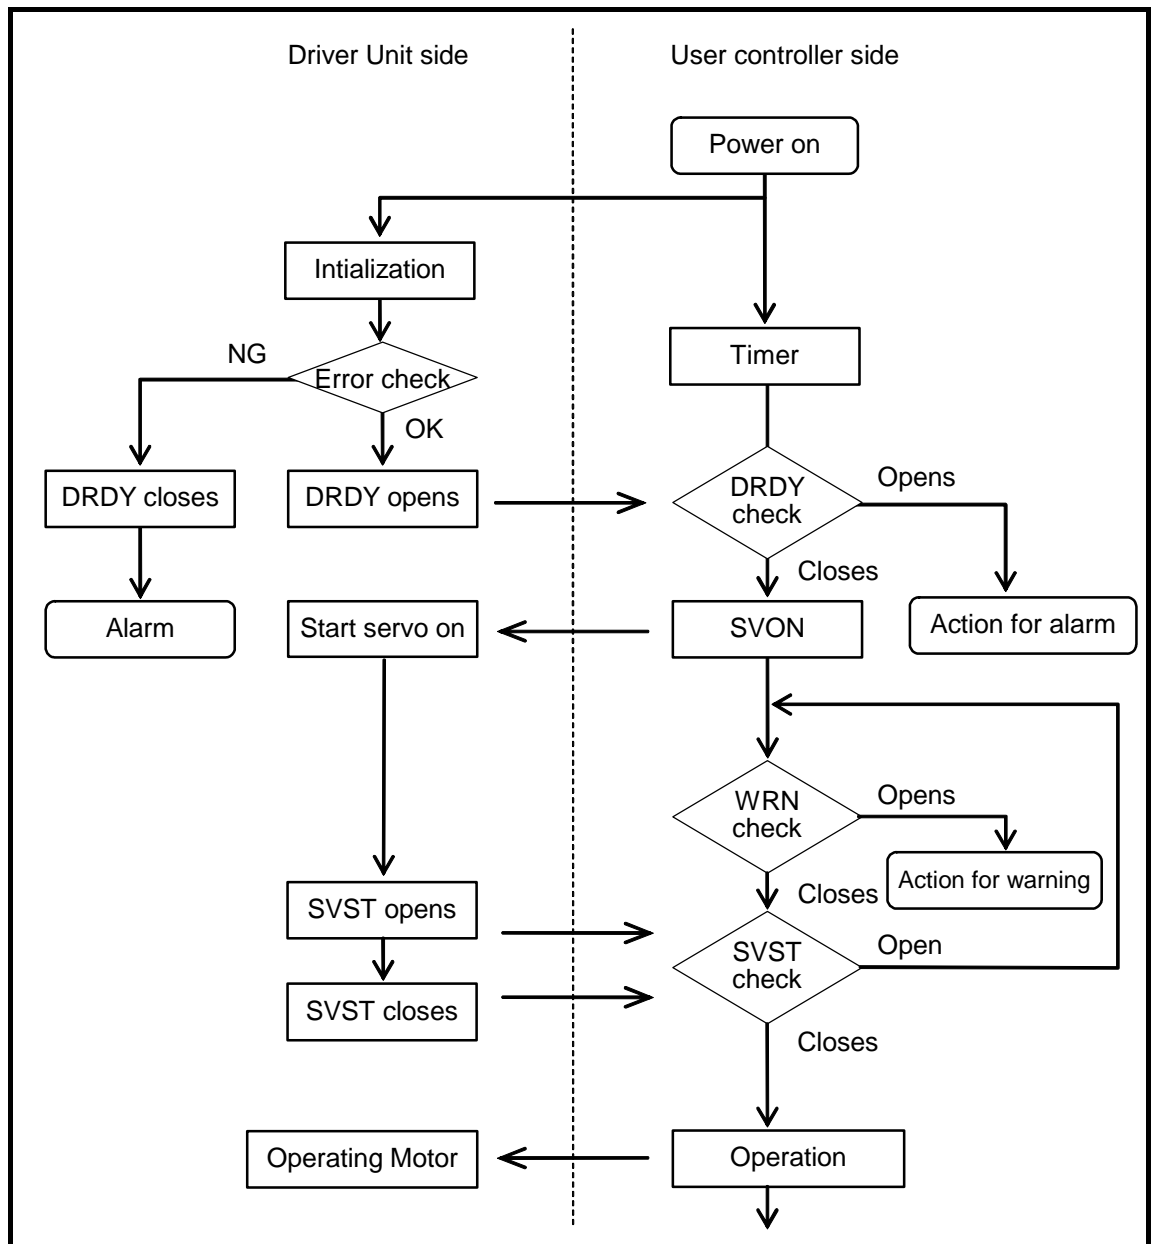 Driver Unit side
User controller side
Power on
Intialization
Timer
NG
Error check
OK
DRDY closes
DRDY opens
DRDY
check
Opens
Closes
Alarm
Start servo on
SVON
Action for alarm
WRN
check
Opens
Action for warning
Closes
SVST opens
SVST
check
Open
SVST closes
Closes
Operating Motor
Operation